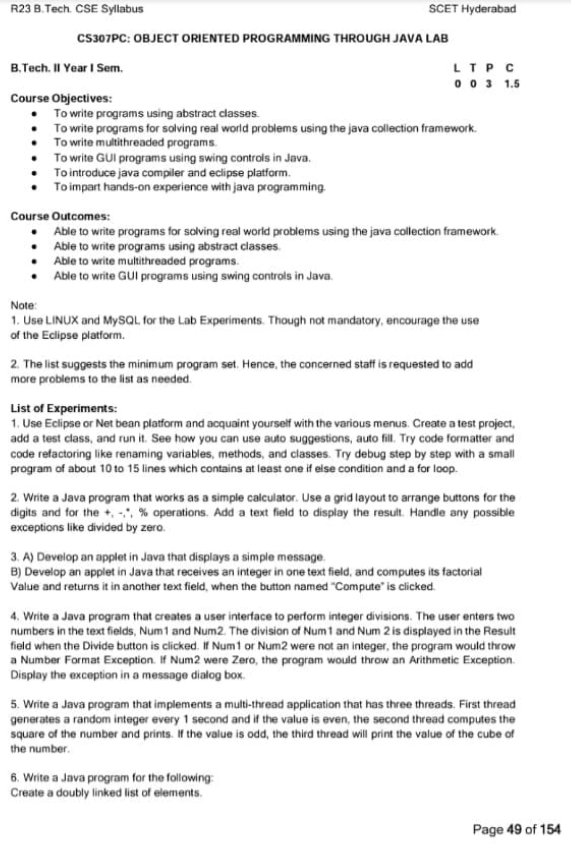 R23 B.Tech. CSE Syllabus SCET Hyderabad
CS307PC: OBJECT ORIENTED PROGRAMMING THROUGH JAVA LAB
B.Tech. II Year I Sem. L T P C
0 0 3 1.5
Course Objectives:
• To write programs using abstract classes.
• To write programs for solving real world problems using the java collection framework.
• To write multithreaded programs.
• To write GUI programs using swing controls in Java.
• To introduce java compiler and eclipse platform.
• To impart hands-on experience with java programming.
Course Outcomes:
• Able to write programs for solving real world problems using the java collection framework.
• Able to write programs using abstract classes.
• Able to write multithreaded programs.
• Able to write GUI programs using swing controls in Java.
Note:
1. Use LINUX and MySQL for the Lab Experiments. Though not mandatory, encourage the use
of the Eclipse platform.
2. The list suggests the minimum program set. Hence, the concerned staff is requested to add
more problems to the list as needed.
List of Experiments:
1. Use Eclipse or Net bean platform and acquaint yourself with the various menus. Create a test project,
add a test class, and run it. See how you can use auto suggestions, auto fill. Try code formatter and
code refactoring like renaming variables, methods, and classes. Try debug step by step with a small
program of about 10 to 15 lines which contains at least one if else condition and a for loop.
2. Write a Java program that works as a simple calculator. Use a grid layout to arrange buttons for the
digits and for the +, -,*, % operations. Add a text field to display the result. Handle any possible
exceptions like divided by zero.
3. A) Develop an applet in Java that displays a simple message.
B) Develop an applet in Java that receives an integer in one text field, and computes its factorial
Value and returns it in another text field, when the button named “Compute” is clicked.
4. Write a Java program that creates a user interface to perform integer divisions. The user enters two
numbers in the text fields, Num1 and Num2. The division of Num1 and Num 2 is displayed in the Result
field when the Divide button is clicked. If Num1 or Num2 were not an integer, the program would throw
a Number Format Exception. If Num2 were Zero, the program would throw an Arithmetic Exception.
Display the exception in a message dialog box.
5. Write a Java program that implements a multi-thread application that has three threads. First thread
generates a random integer every 1 second and if the value is even, the second thread computes the
square of the number and prints. If the value is odd, the third thread will print the value of the cube of
the number.
6. Write a Java program for the following:
Create a doubly linked list of elements.
Page 49 of 154